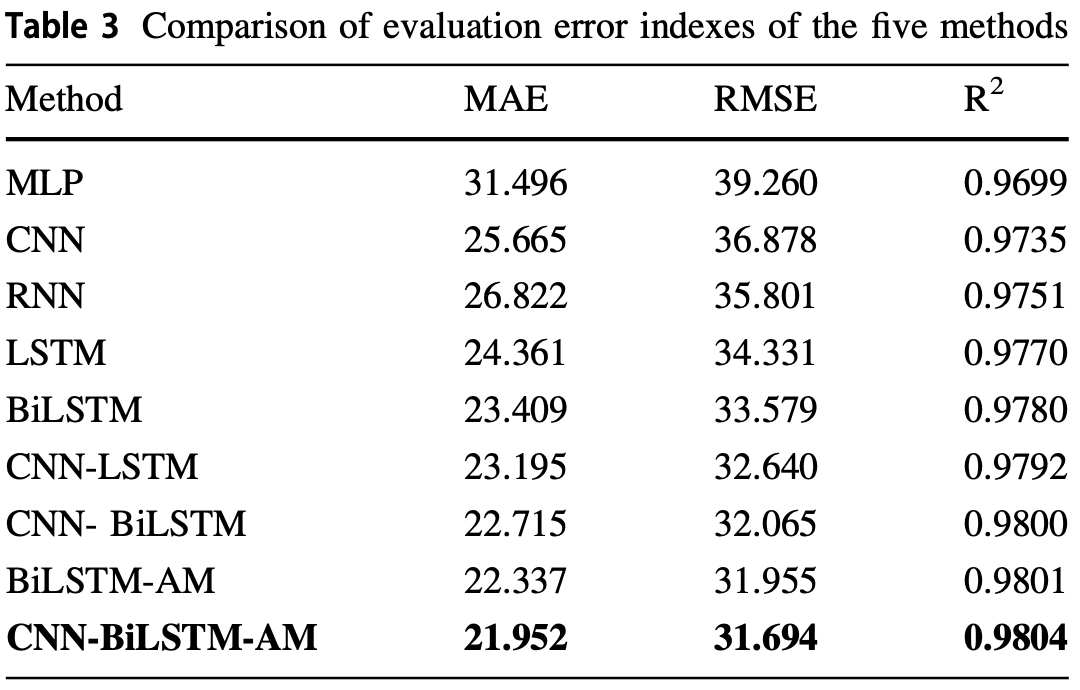 Table 3 Comparison of evaluation error indexes of the five methods
Method MAE RMSE R²
MLP 31.496 39.260 0.9699
CNN 25.665 36.878 0.9735
RNN 26.822 35.801 0.9751
LSTM 24.361 34.331 0.9770
BiLSTM 23.409 33.579 0.9780
CNN-LSTM 23.195 32.640 0.9792
CNN- BiLSTM 22.715 32.065 0.9800
BiLSTM-AM 22.337 31.955 0.9801
CNN-BiLSTM-AM 21.952 31.694 0.9804